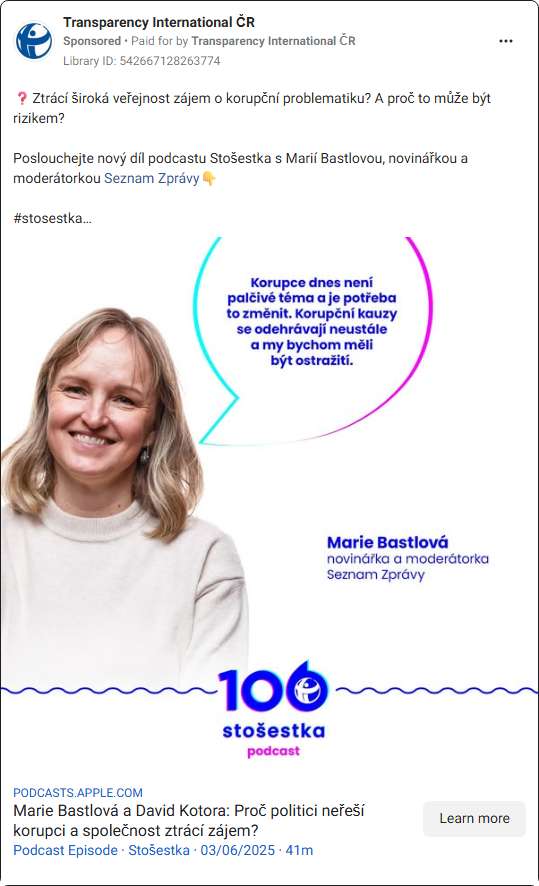 Transparency International ČR
Sponsored • Paid for by Transparency International ČR
Library ID: 542667128263774
❓ Ztrácí široká veřejnost zájem o korupční problematiku? A proč to může být
rizikem?
Poslouchejte nový díl podcastu Stošestka s Marií Bastlovou, novinářkou a
moderátorkou Seznam Zprávy👇
#stosestka…
Korupce dnes není
palčivé téma a je potřeba
to změnit. Korupční kauzy
se odehrávají neustále
a my bychom měli
být ostražití.
Marie Bastlová
novinářka a moderátorka
Seznam Zprávy
106
stošestka
podcast
PODCASTS.APPLE.COM
Marie Bastlová a David Kotora: Proč politici neřeší
korupci a společnost ztrácí zájem?
Podcast Episode · Stošestka · 03/06/2025 · 41m
Learn more